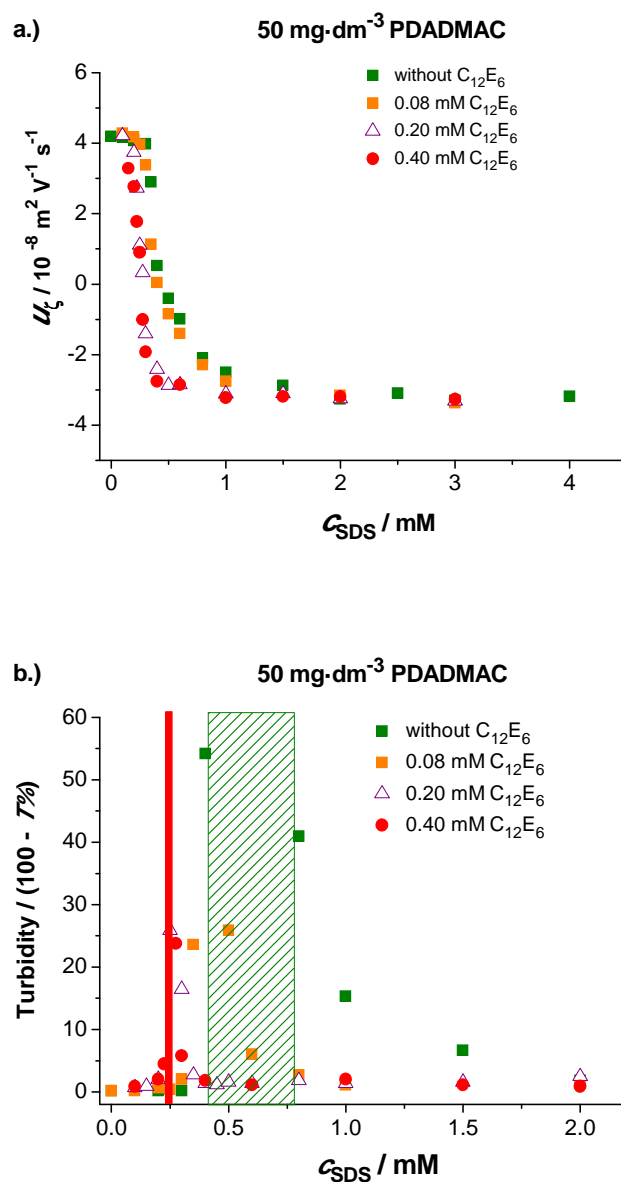 a.)
50 mg·dm⁻³ PDADMAC
without C₁₂E₆
0.08 mM C₁₂E₆
0.20 mM C₁₂E₆
0.40 mM C₁₂E₆
6
4
2
0
-2
-4
u_ζ / 10⁻⁸ m² V⁻¹ s⁻¹
0 1 2 3 4
c_SDS / mM
b.)
50 mg·dm⁻³ PDADMAC
without C₁₂E₆
0.08 mM C₁₂E₆
0.20 mM C₁₂E₆
0.40 mM C₁₂E₆
60
50
40
30
20
10
0
Turbidity / (100 - T%)
0.0 0.5 1.0 1.5 2.0
c_SDS / mM